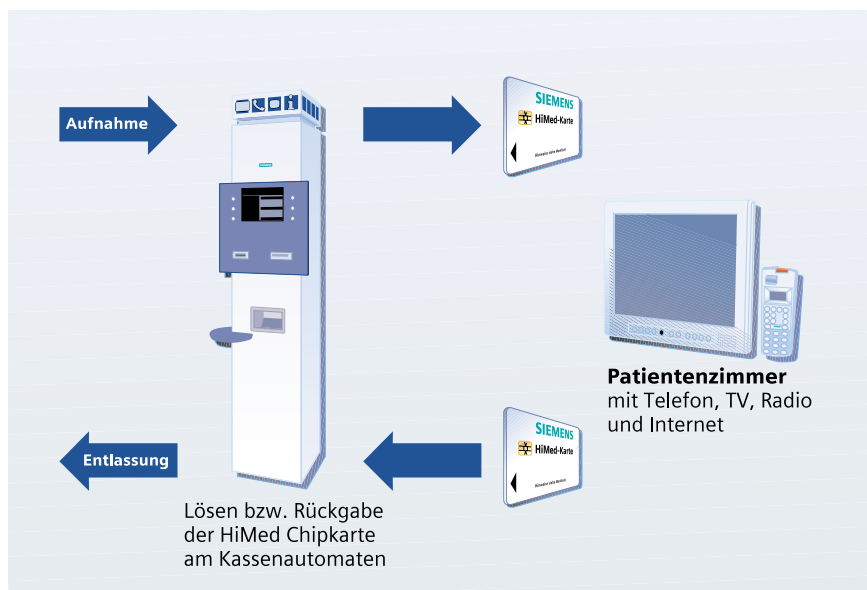 Aufnahme
SIEMENS
HiMed-Karte
Patientenzimmer
mit Telefon, TV, Radio
und Internet
SIEMENS
HiMed-Karte
Entlassung
Lösen bzw. Rückgabe
der HiMed Chipkarte
am Kassenautomaten